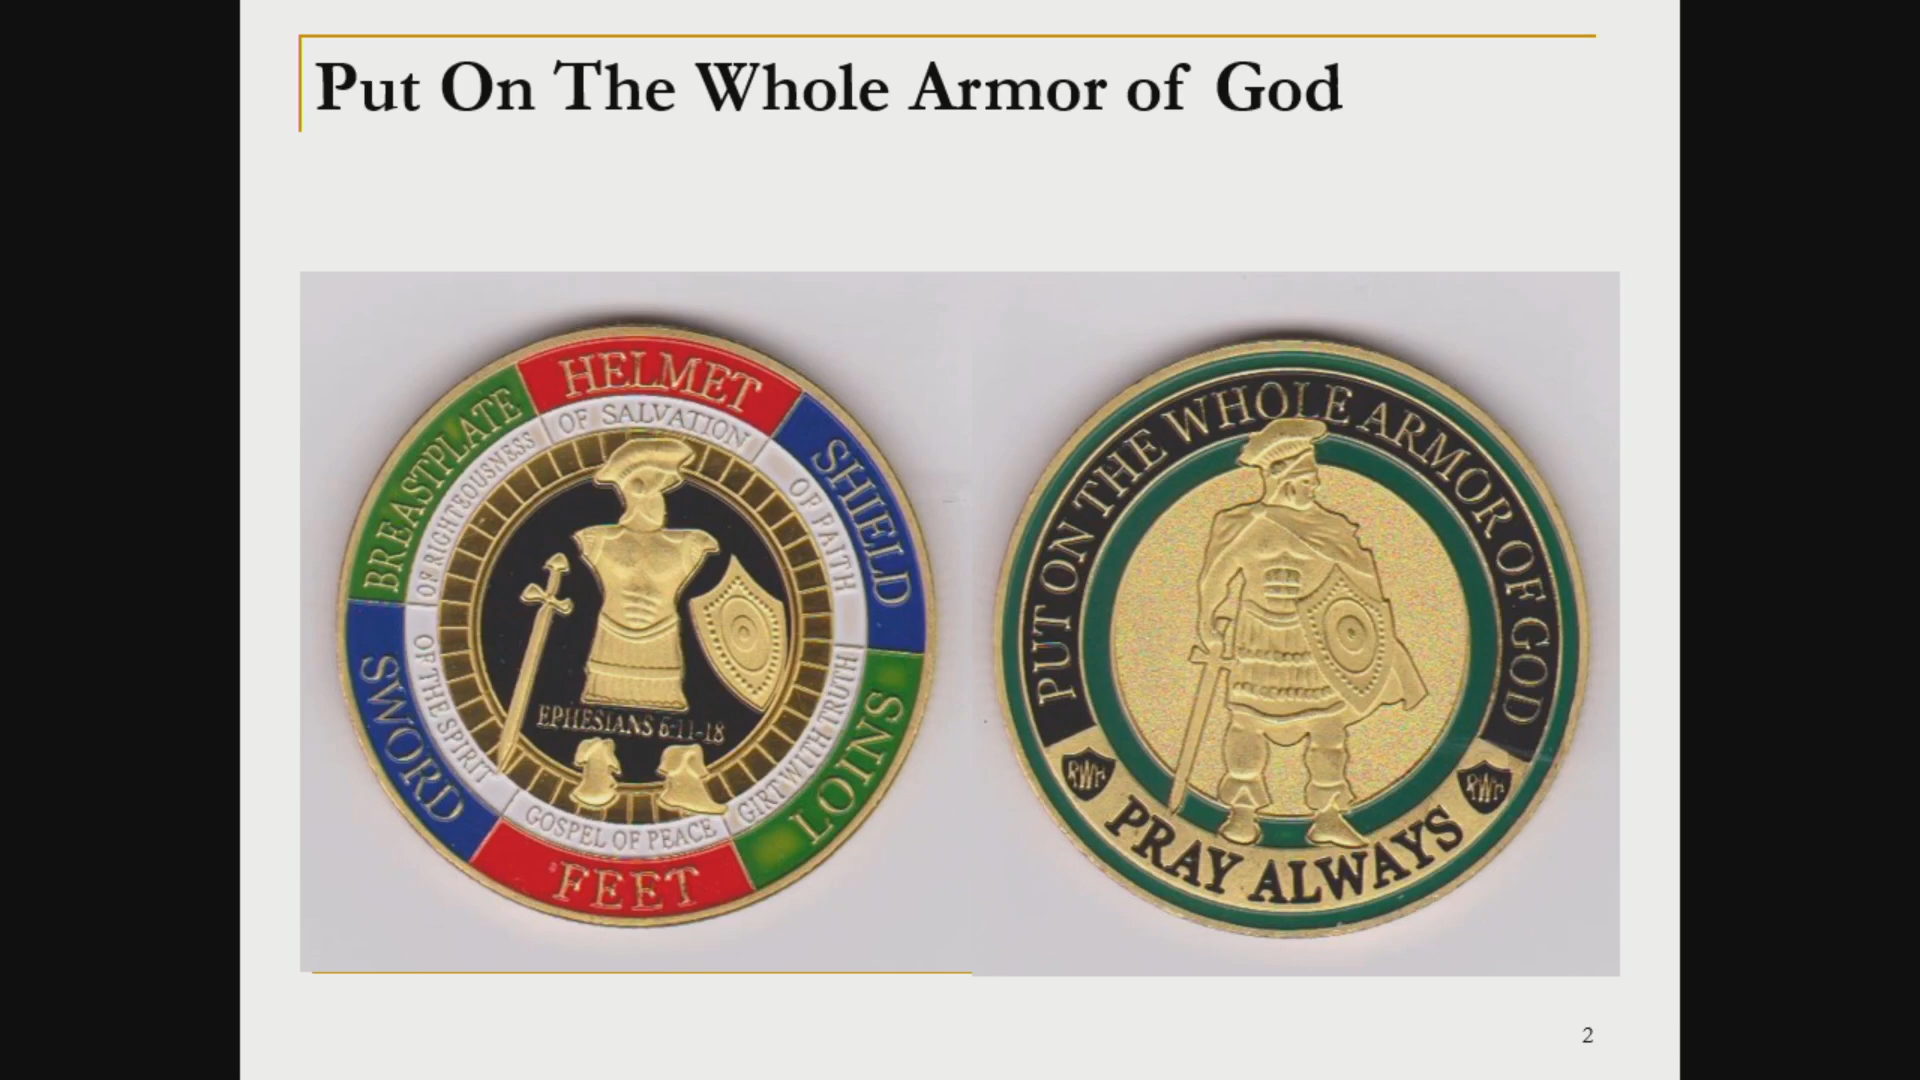 Put On The Whole Armor of God
HELMET
OF SALVATION
SHIELD
OF FAITH
LOINS
GIRT WITH TRUTH
FEET
GOSPEL OF PEACE
SWORD
OF THE SPIRIT
BREASTPLATE
OF RIGHTEOUSNESS
EPHESIANS 6:11-18
PUT ON THE WHOLE ARMOR OF GOD
RWH
RWH
PRAY ALWAYS
2